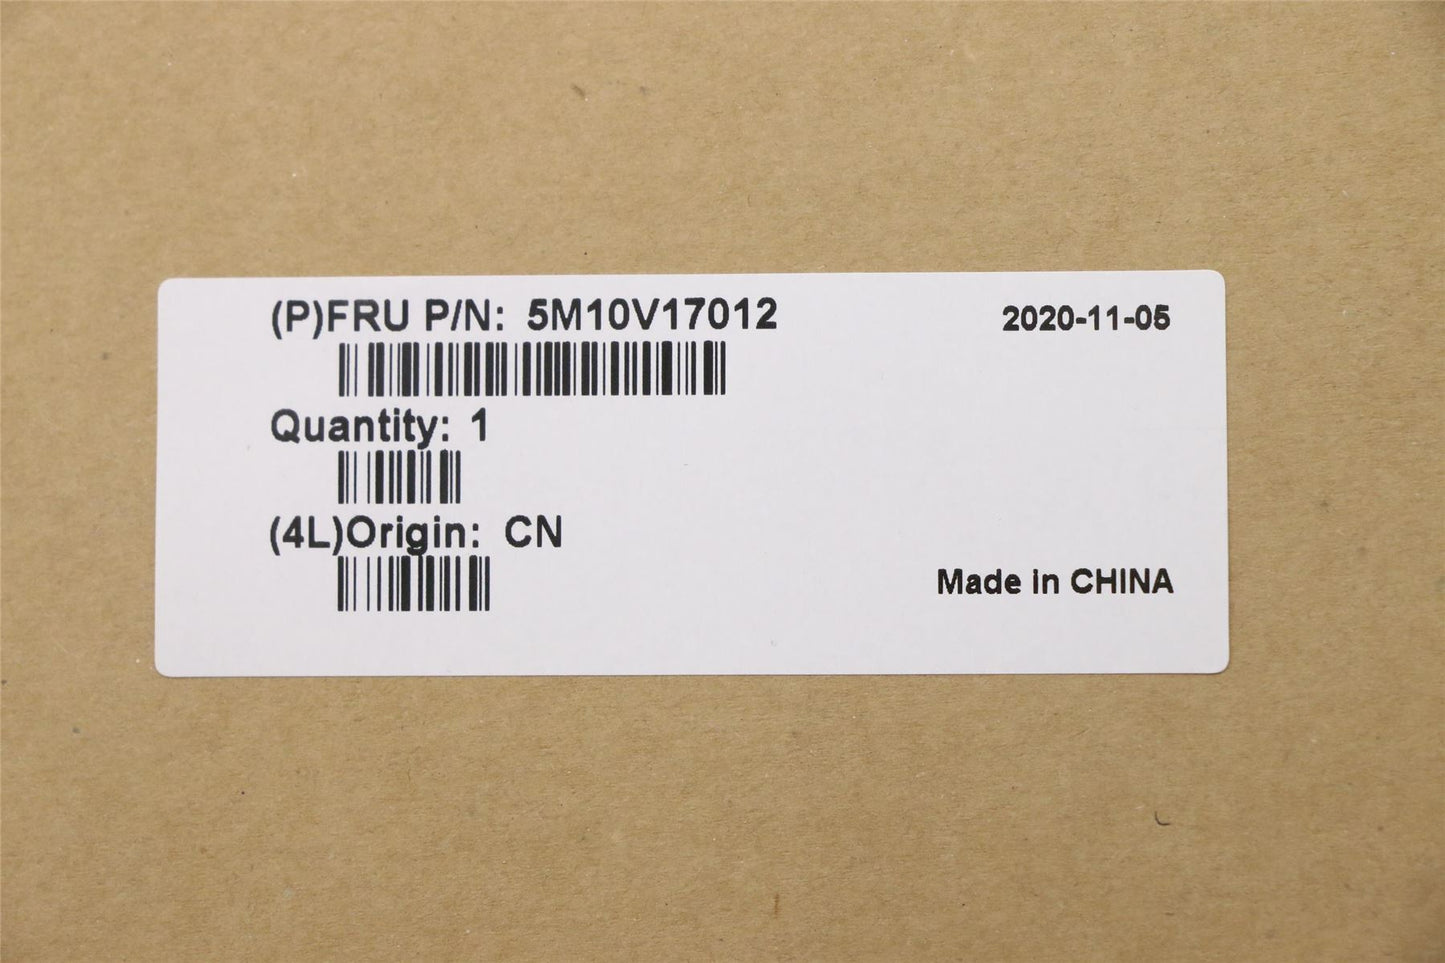 (P)FRU P/N: 5M10V17012
2020-11-05
Quantity: 1
(4L)Origin: CN
Made in CHINA